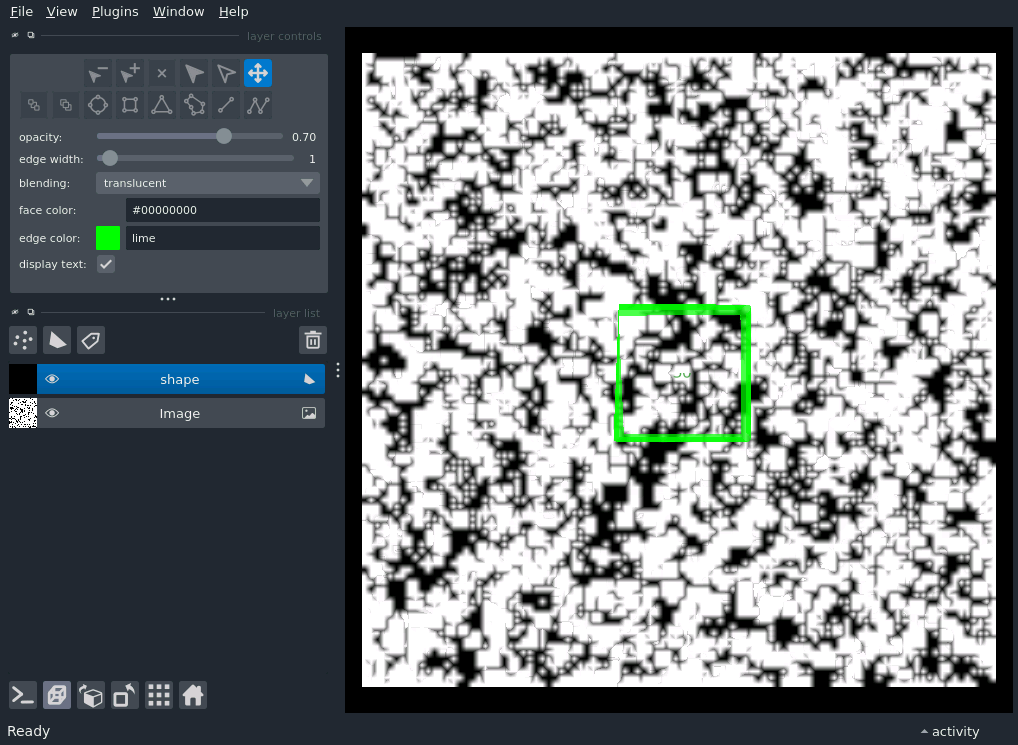 File View Plugins Window Help
layer controls
opacity: 0.70
edge width: 1
blending: translucent
face color: #00000000
edge color: lime
display text:
layer list
shape
Image
Ready
activity